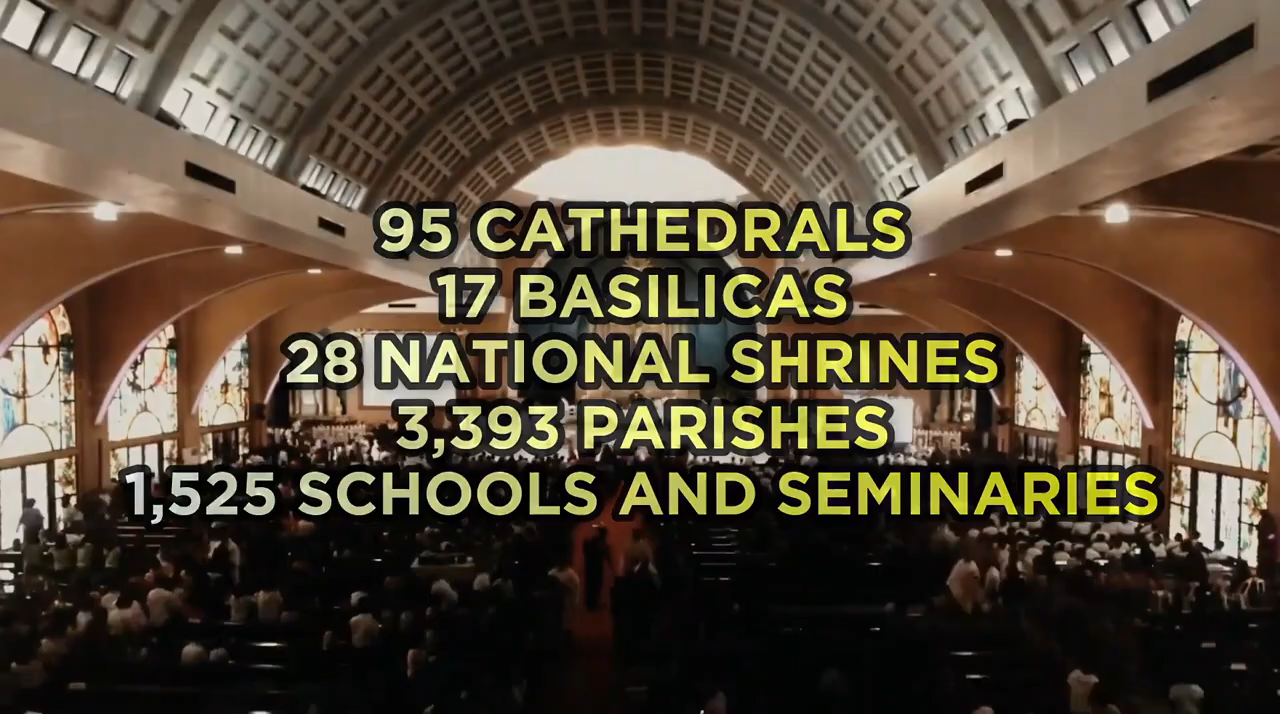 95 CATHEDRALS
17 BASILICAS
28 NATIONAL SHRINES
3,393 PARISHES
1,525 SCHOOLS AND SEMINARIES